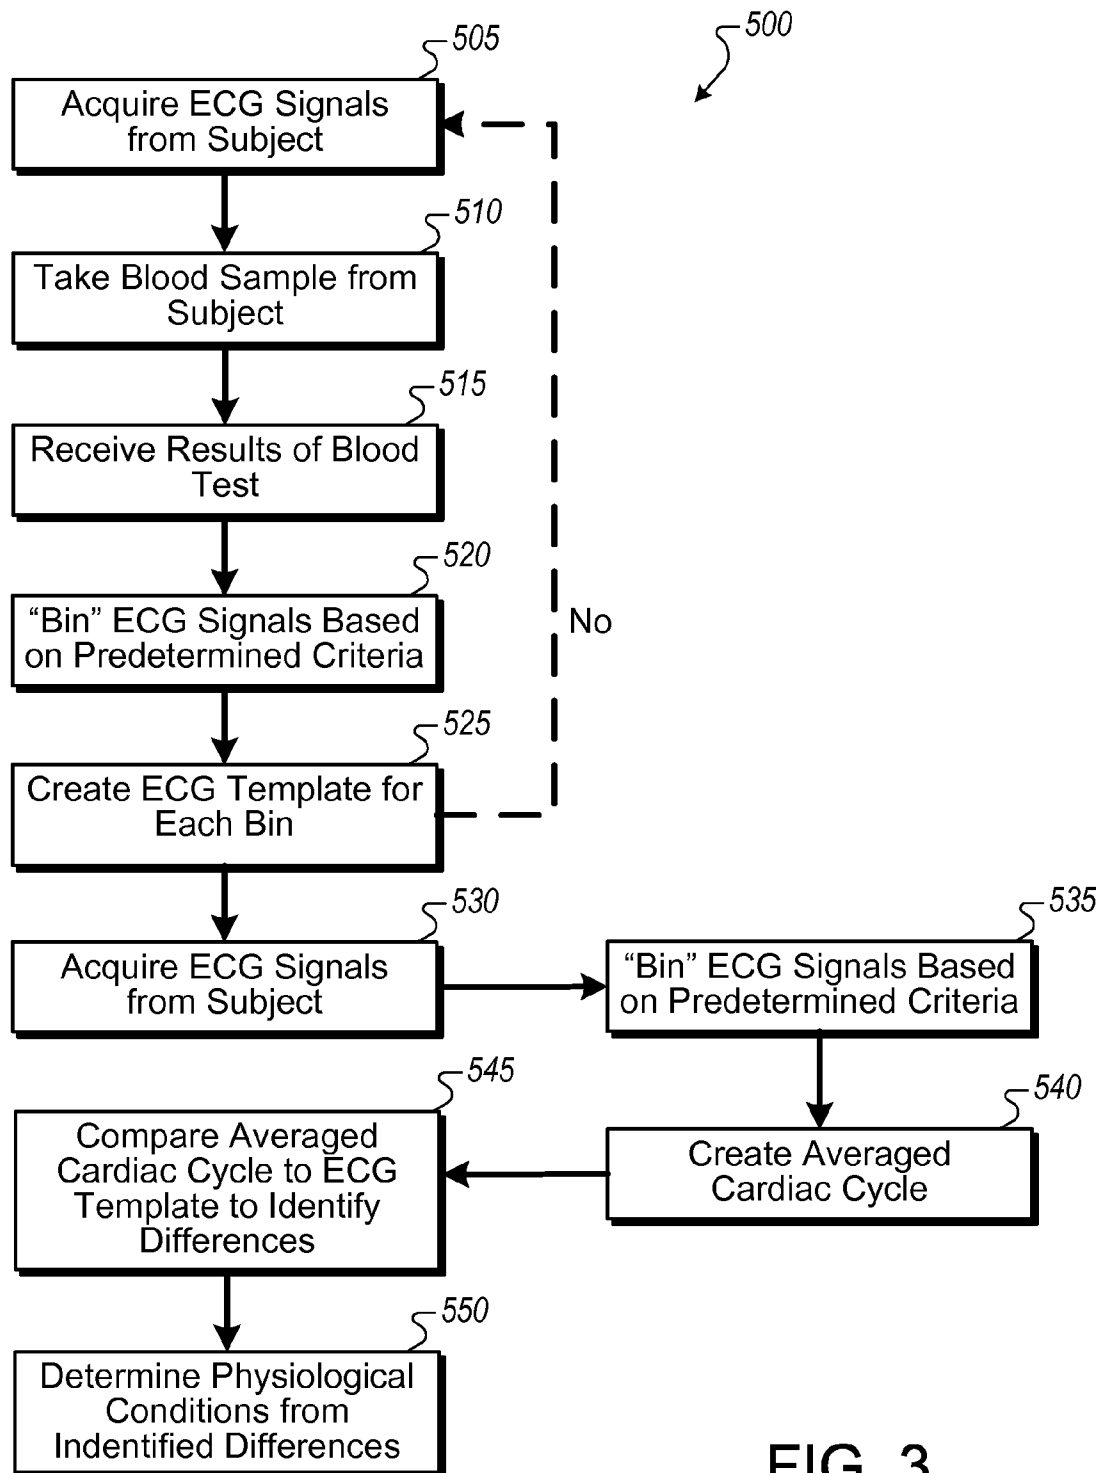 500
505
Acquire ECG Signals
from Subject
510
Take Blood Sample from
Subject
515
Receive Results of Blood
Test
520
“Bin” ECG Signals Based
on Predetermined Criteria
No
525
Create ECG Template for
Each Bin
530
Acquire ECG Signals
from Subject
535
“Bin” ECG Signals Based
on Predetermined Criteria
540
Create Averaged
Cardiac Cycle
545
Compare Averaged
Cardiac Cycle to ECG
Template to Identify
Differences
550
Determine Physiological
Conditions from
Indentified Differences
FIG. 3